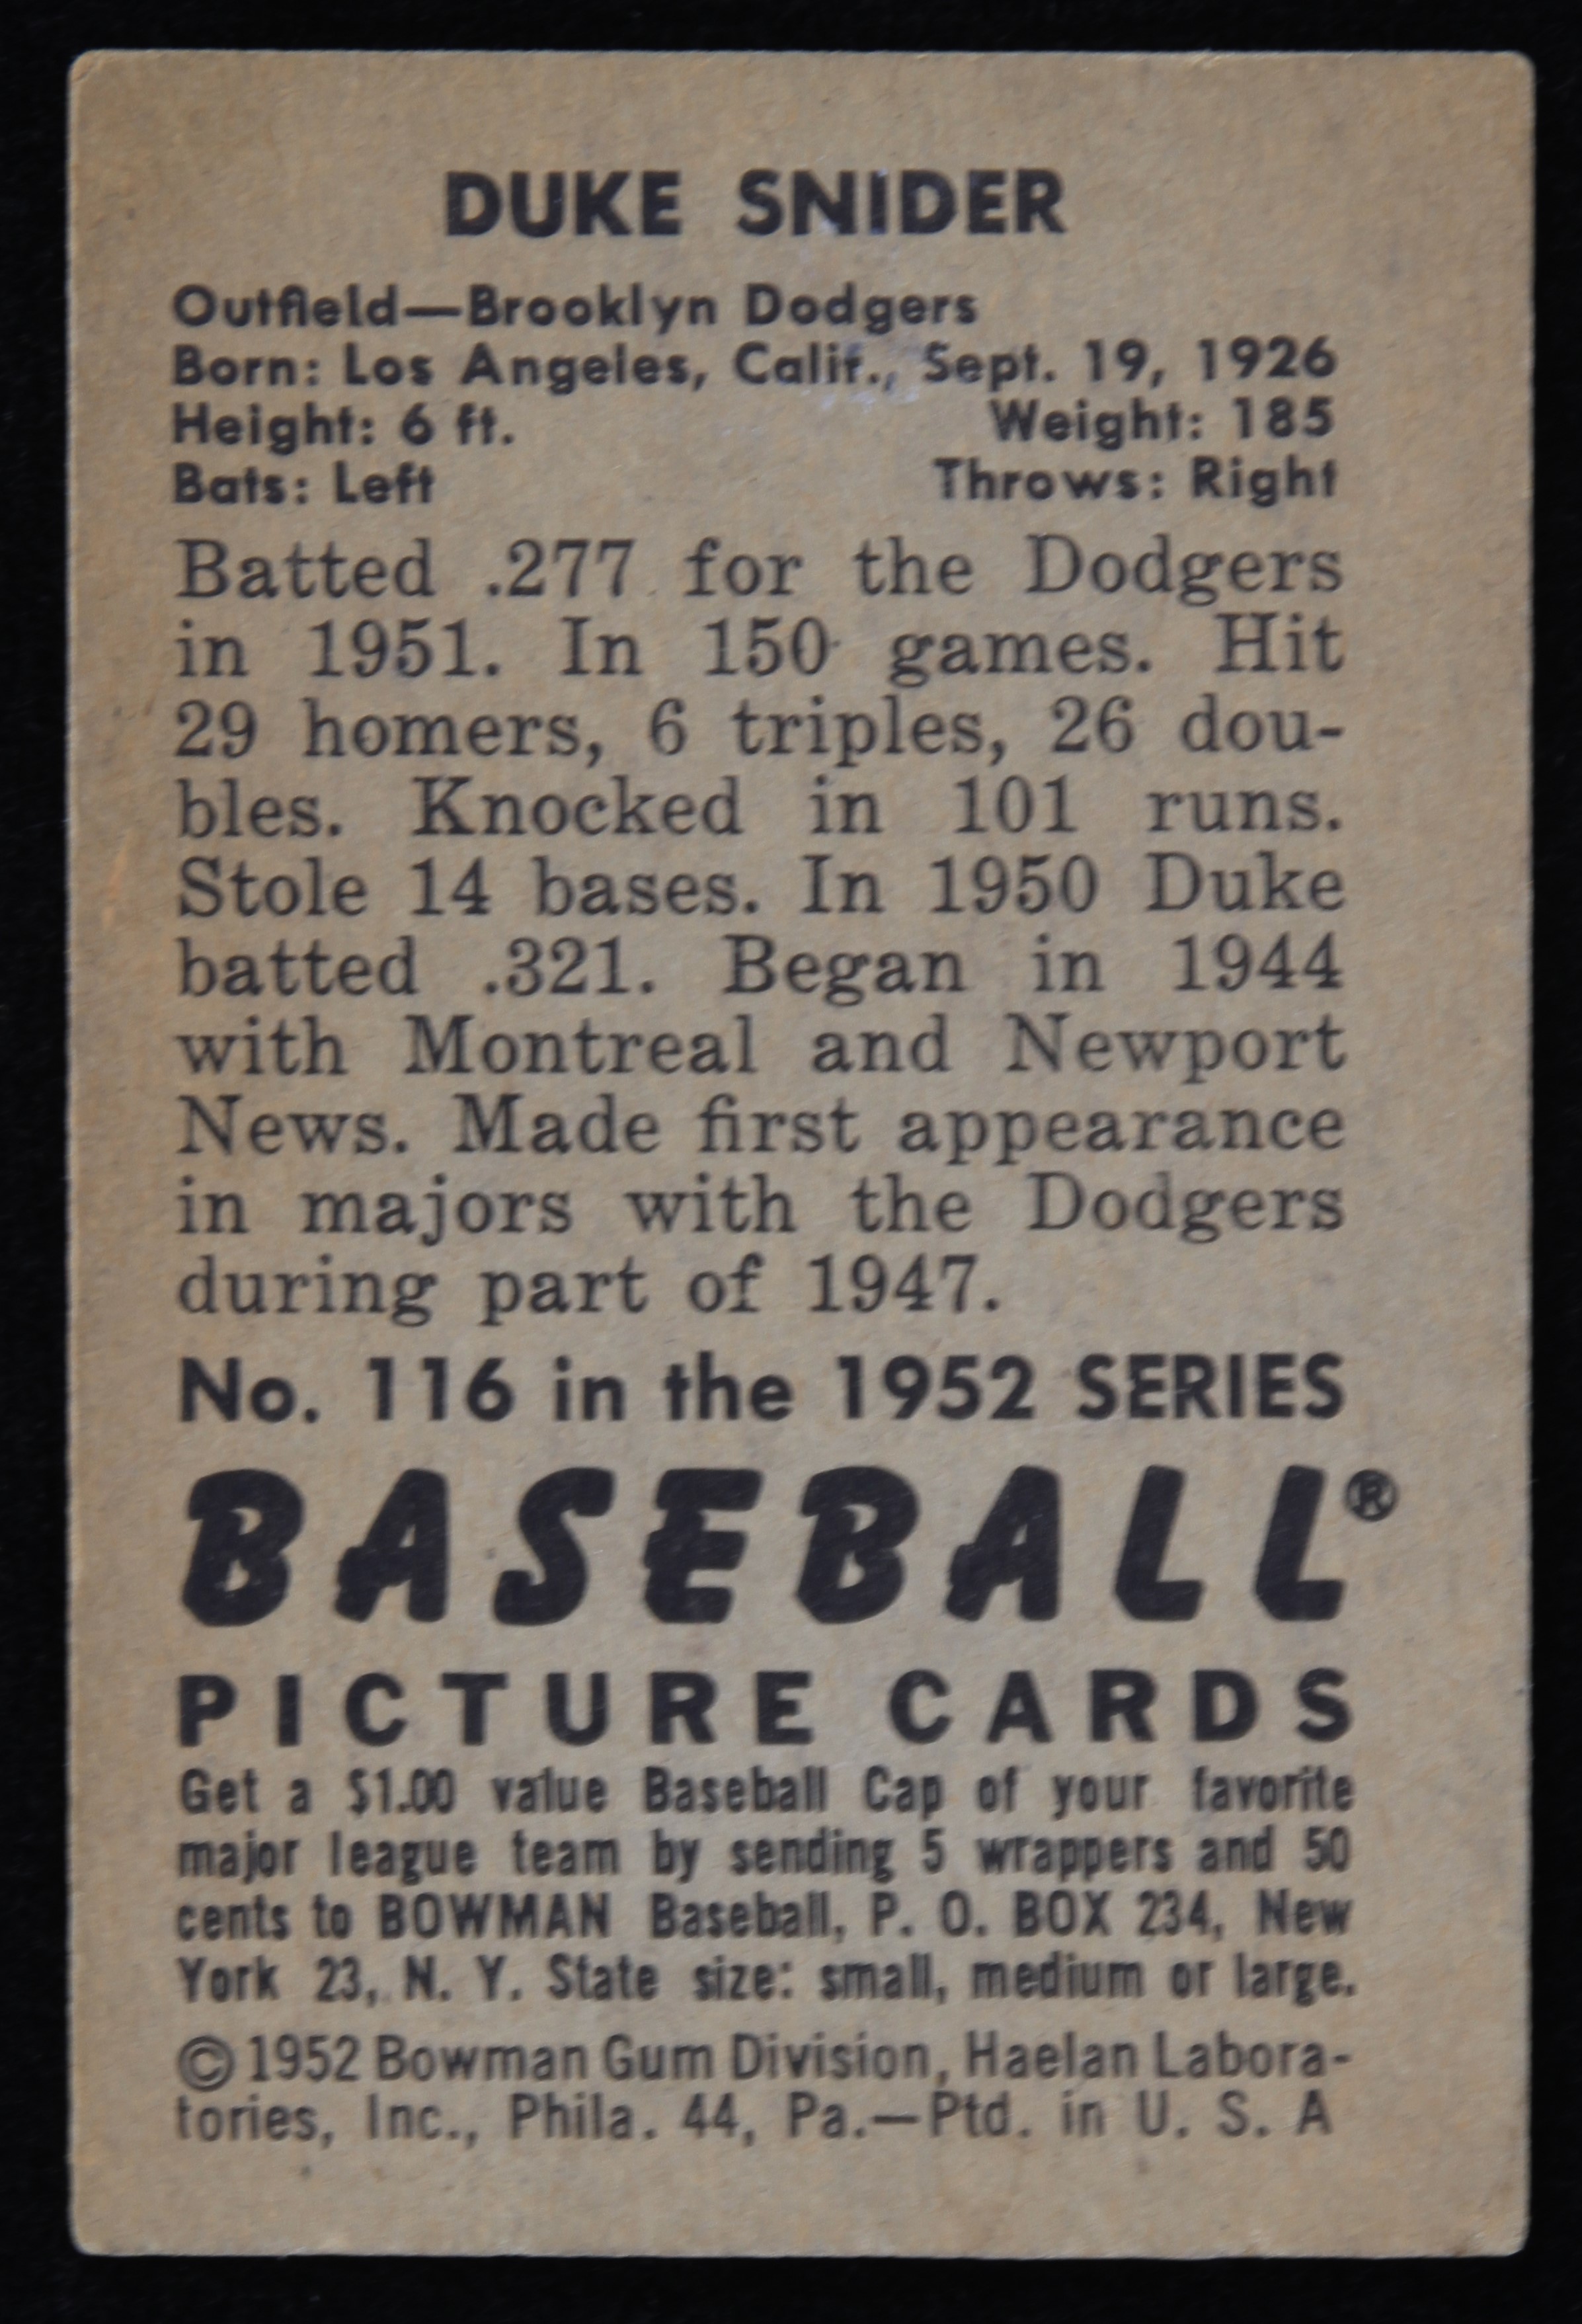 DUKE SNIDER
Outfield—Brooklyn Dodgers
Born: Los Angeles, Calif., Sept. 19, 1926
Height: 6 ft. Weight: 185
Bats: Left Throws: Right
Batted .277 for the Dodgers
in 1951. In 150 games. Hit
29 homers, 6 triples, 26 dou-
bles. Knocked in 101 runs.
Stole 14 bases. In 1950 Duke
batted .321. Began in 1944
with Montreal and Newport
News. Made first appearance
in majors with the Dodgers
during part of 1947.
No. 116 in the 1952 SERIES
BASEBALL®
PICTURE CARDS
Get a $1.00 value Baseball Cap of your favorite
major league team by sending 5 wrappers and 50
cents to BOWMAN Baseball, P. O. BOX 234, New
York 23, N. Y. State size: small, medium or large.
© 1952 Bowman Gum Division, Haelan Labora-
tories, Inc., Phila. 44, Pa.—Ptd. in U. S. A